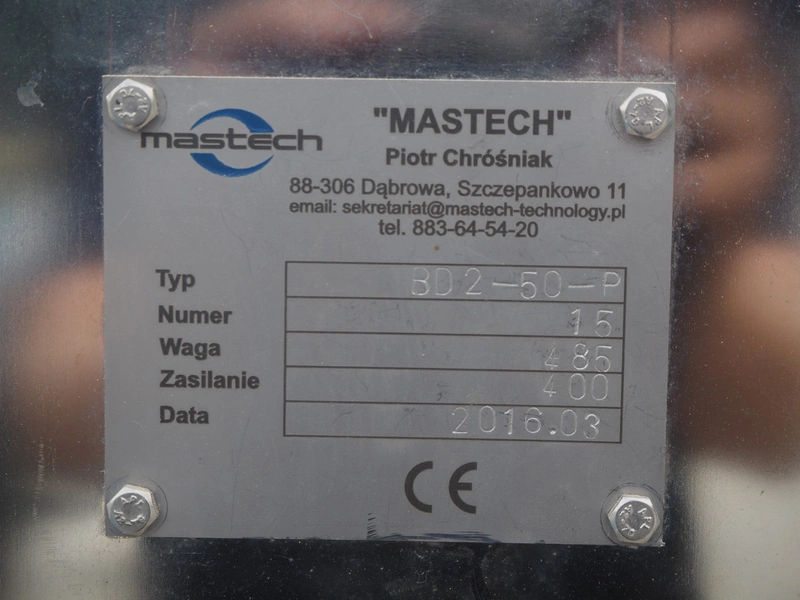 mastech
"MASTECH"
Piotr Chróśniak
88-306 Dąbrowa, Szczepankowo 11
email: sekretariat@mastech-technology.pl
tel. 883-64-54-20
Typ BD2-50-P
Numer 15
Waga 485
Zasilanie 400
Data 2016.03
CE